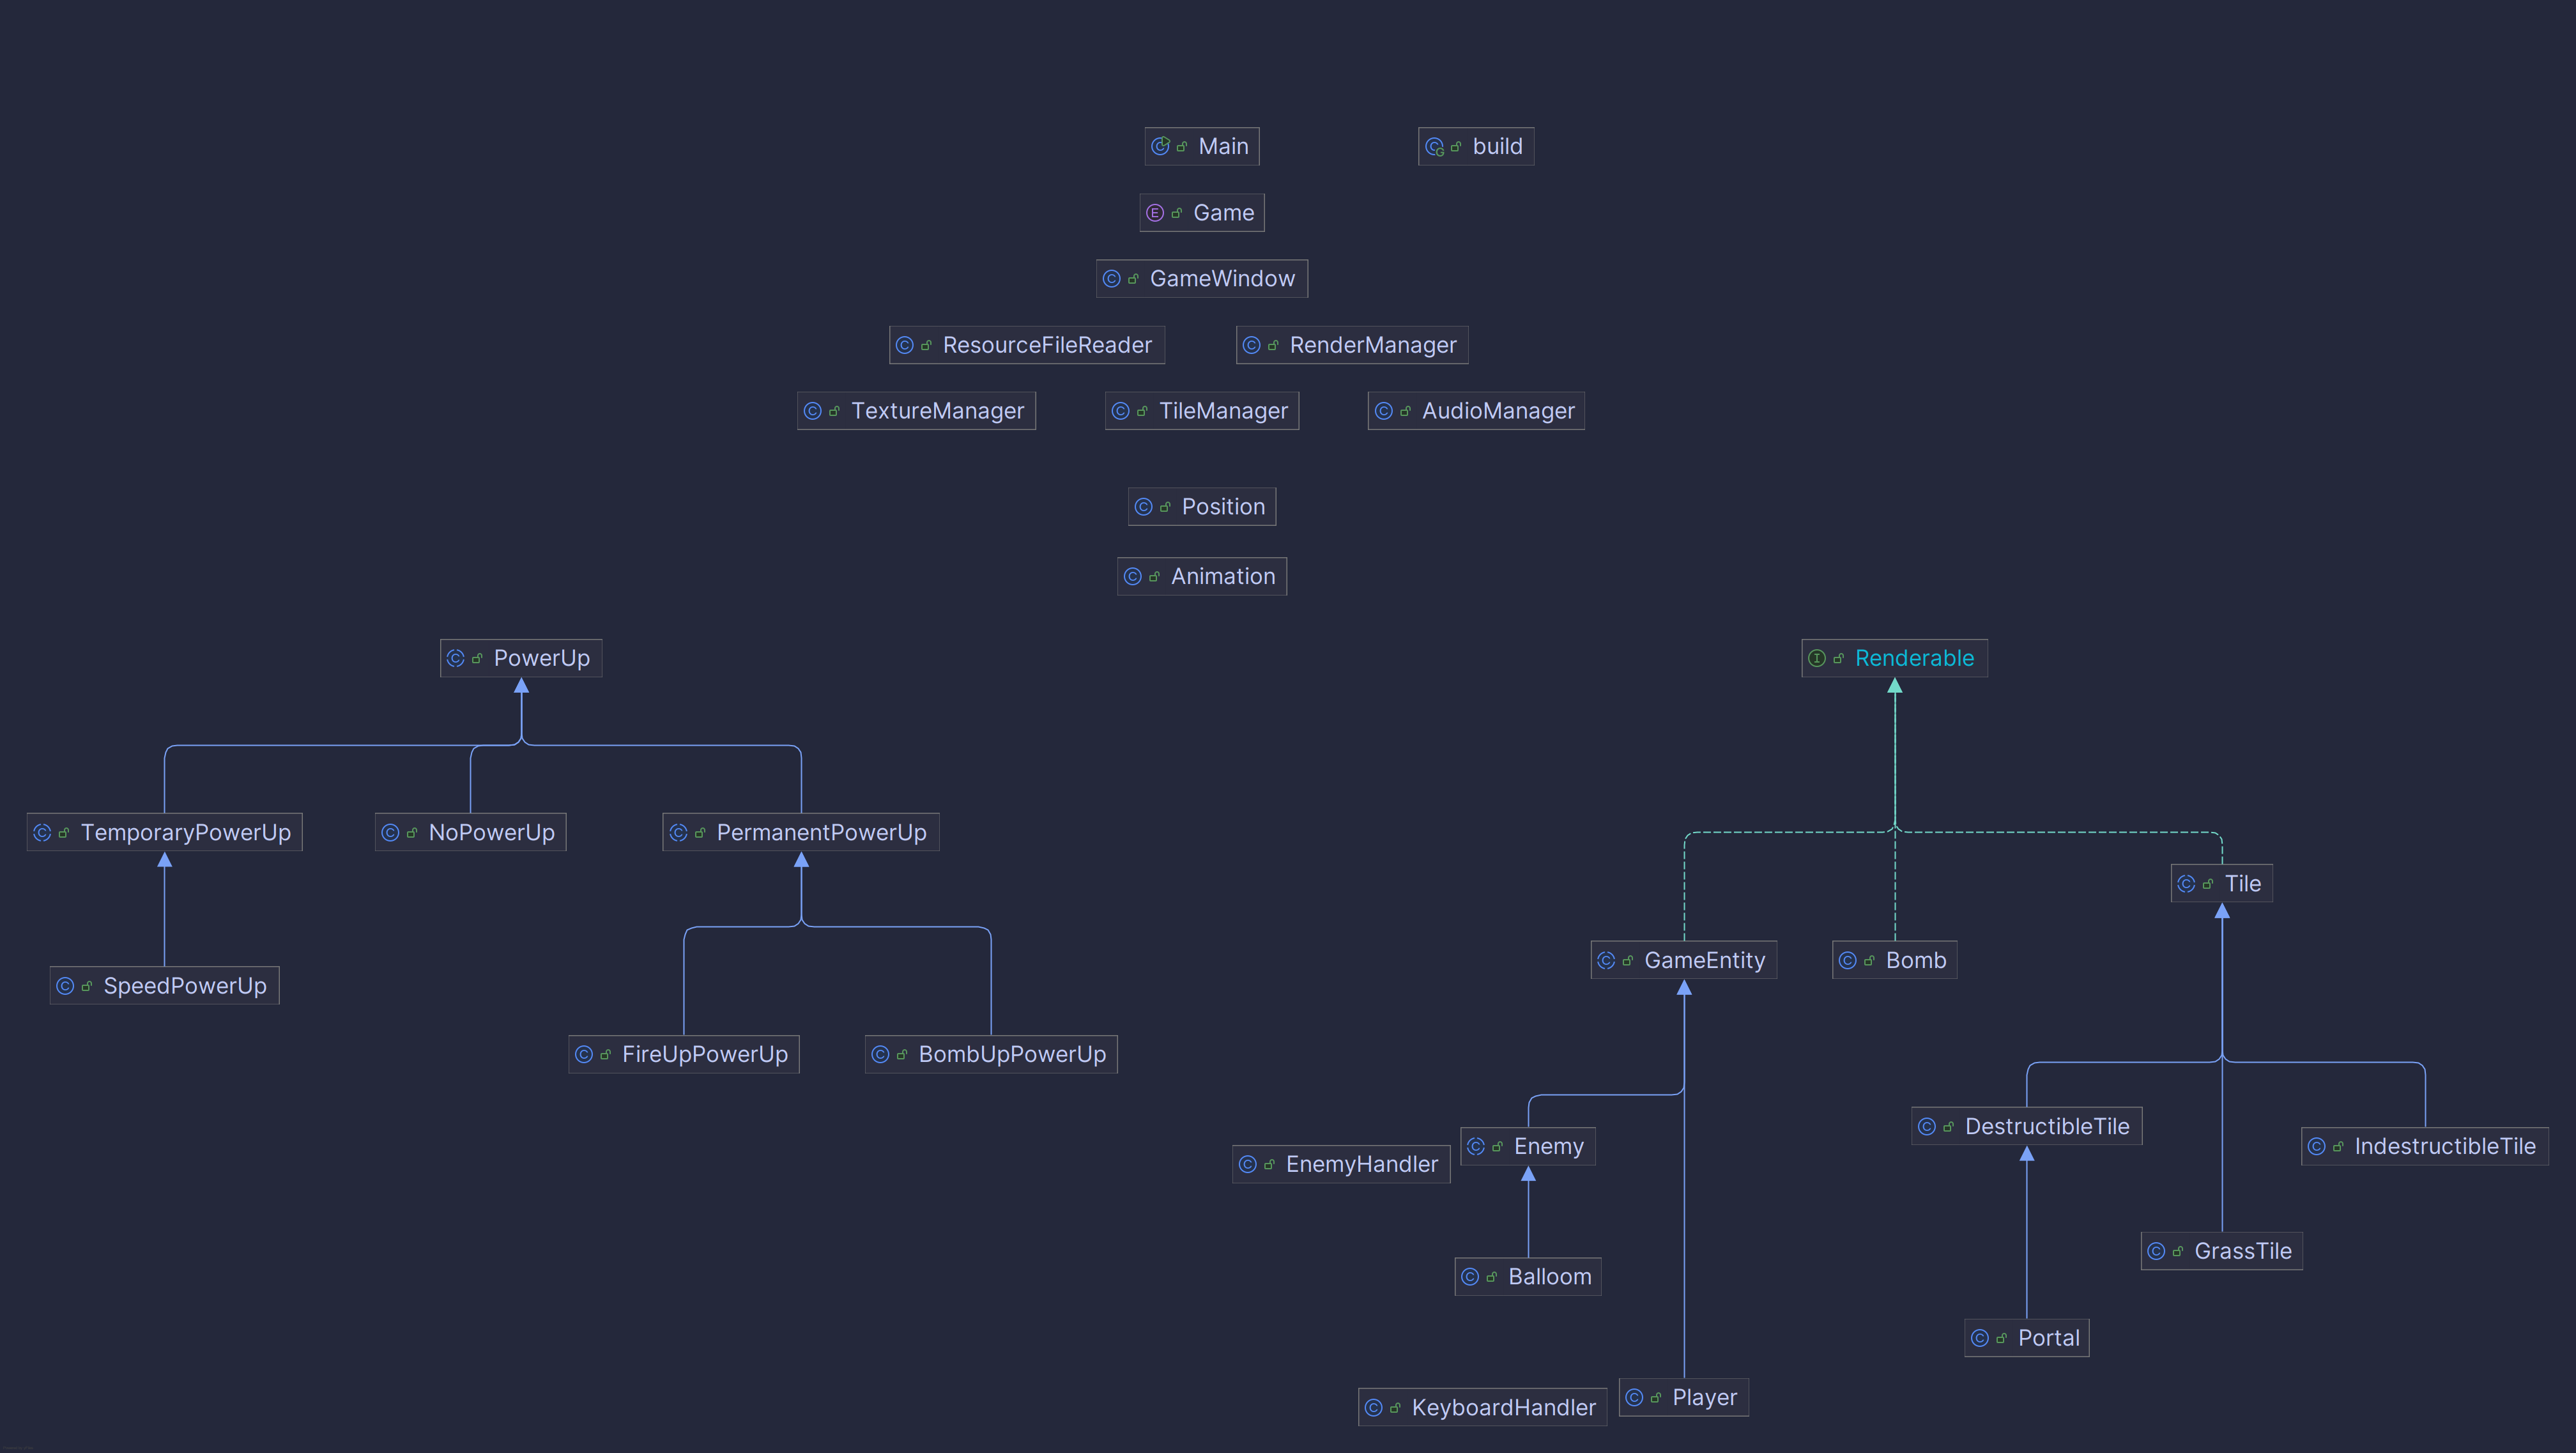 Main
build
Game
GameWindow
ResourceFileReader
RenderManager
TextureManager
TileManager
AudioManager
Position
Animation
PowerUp
Renderable
TemporaryPowerUp
NoPowerUp
PermanentPowerUp
Tile
GameEntity
Bomb
SpeedPowerUp
FireUpPowerUp
BombUpPowerUp
DestructibleTile
Enemy
IndestructibleTile
EnemyHandler
GrassTile
Balloom
Portal
Player
KeyboardHandler